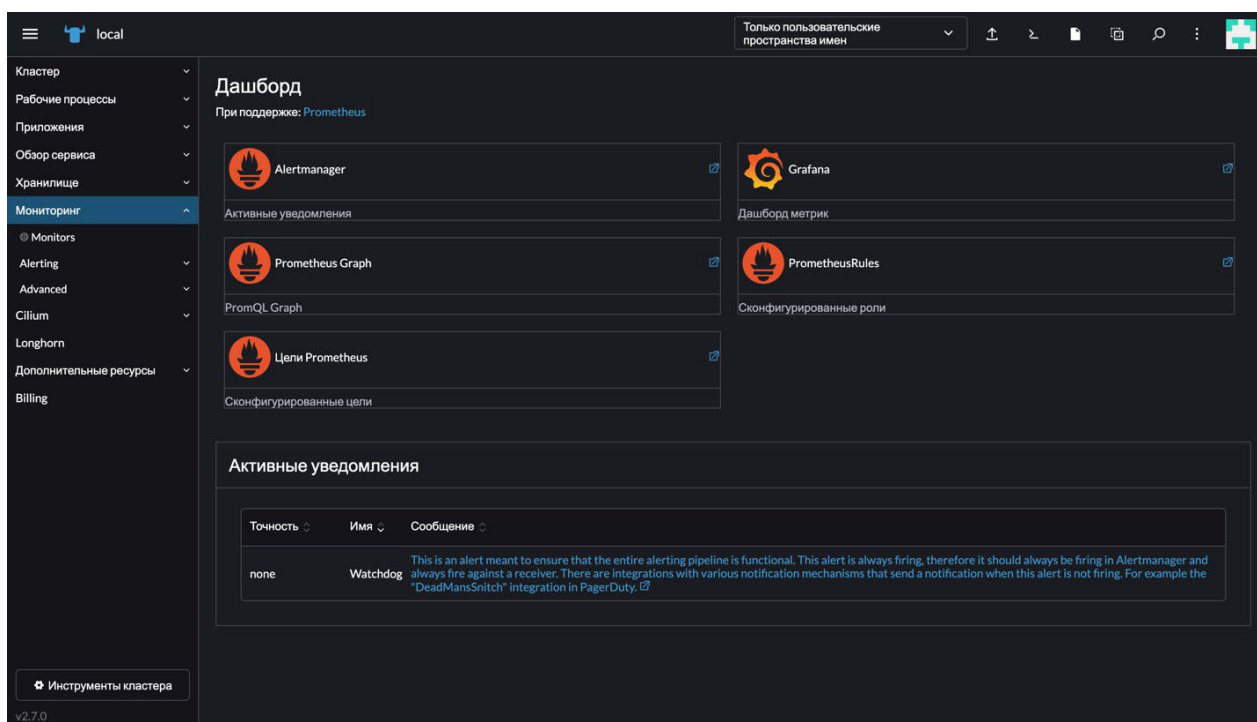 local
Только пользовательские
пространства имен
Кластер
Рабочие процессы
Приложения
Обзор сервиса
Хранилище
Мониторинг
Monitors
Alerting
Advanced
Cilium
Longhorn
Дополнительные ресурсы
Billing
Инструменты кластера
v2.7.0
Дашборд
При поддержке: Prometheus
Alertmanager
Активные уведомления
Grafana
Дашборд метрик
Prometheus Graph
PromQL Graph
PrometheusRules
Сконфигурированные роли
Цели Prometheus
Сконфигурированные цели
Активные уведомления
Точность Имя Сообщение
none Watchdog This is an alert meant to ensure that the entire alerting pipeline is functional. This alert is always firing, therefore it should always be firing in Alertmanager and
always fire against a receiver. There are integrations with various notification mechanisms that send a notification when this alert is not firing. For example the
"DeadMansSnitch" integration in PagerDuty.